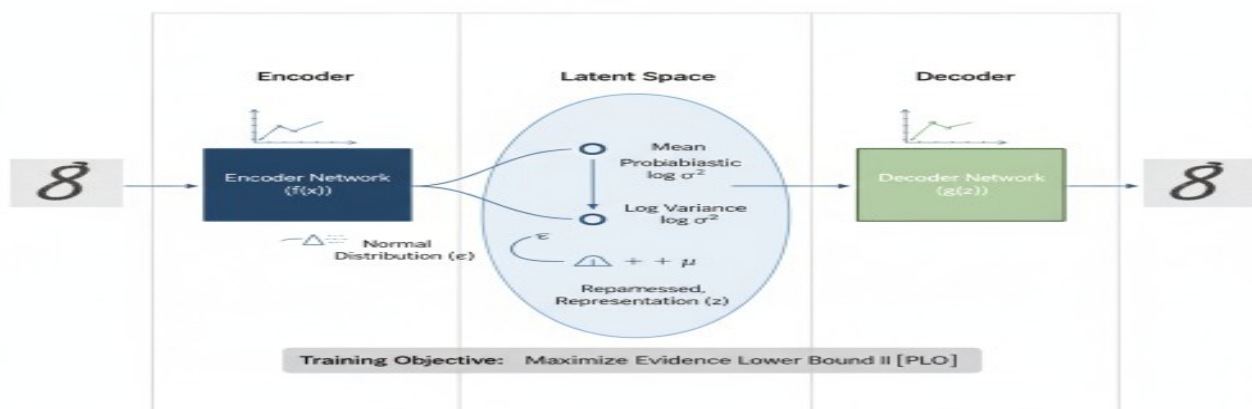 Encoder
Latent Space
Decoder
8
Encoder Network
(f(x))
Normal
Distribution (ε)
Mean
Probiabiastic
log σ²
Log Variance
log σ²
ε
+ + μ
Reparnessed,
Representation (z)
Decoder Network
(g(z))
8
Training Objective: Maximize Evidence Lower Bound II [PLO]